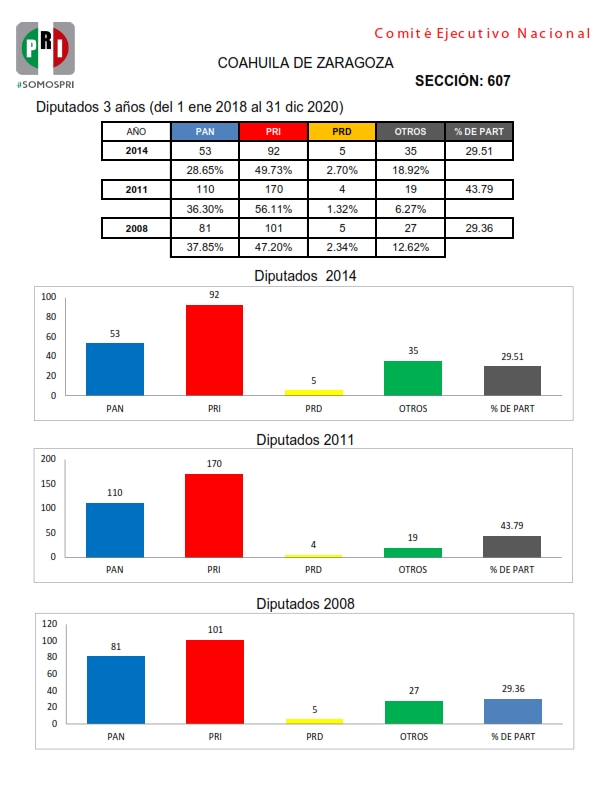 Comité Ejecutivo Nacional
PRI
#SOMOSPRI
COAHUILA DE ZARAGOZA
SECCIÓN: 607
Diputados 3 años (del 1 ene 2018 al 31 dic 2020)
AÑO PAN PRI PRD OTROS % DE PART
2014 53 92 5 35 29.51
28.65% 49.73% 2.70% 18.92%
2011 110 170 4 19 43.79
36.30% 56.11% 1.32% 6.27%
2008 81 101 5 27 29.36
37.85% 47.20% 2.34% 12.62%
Diputados 2014
100
80
60
40
20
0
53 92 5 35 29.51
PAN PRI PRD OTROS % DE PART
Diputados 2011
200
150
100
50
0
110 170 4 19 43.79
PAN PRI PRD OTROS % DE PART
Diputados 2008
120
100
80
60
40
20
0
81 101 5 27 29.36
PAN PRI PRD OTROS % DE PART